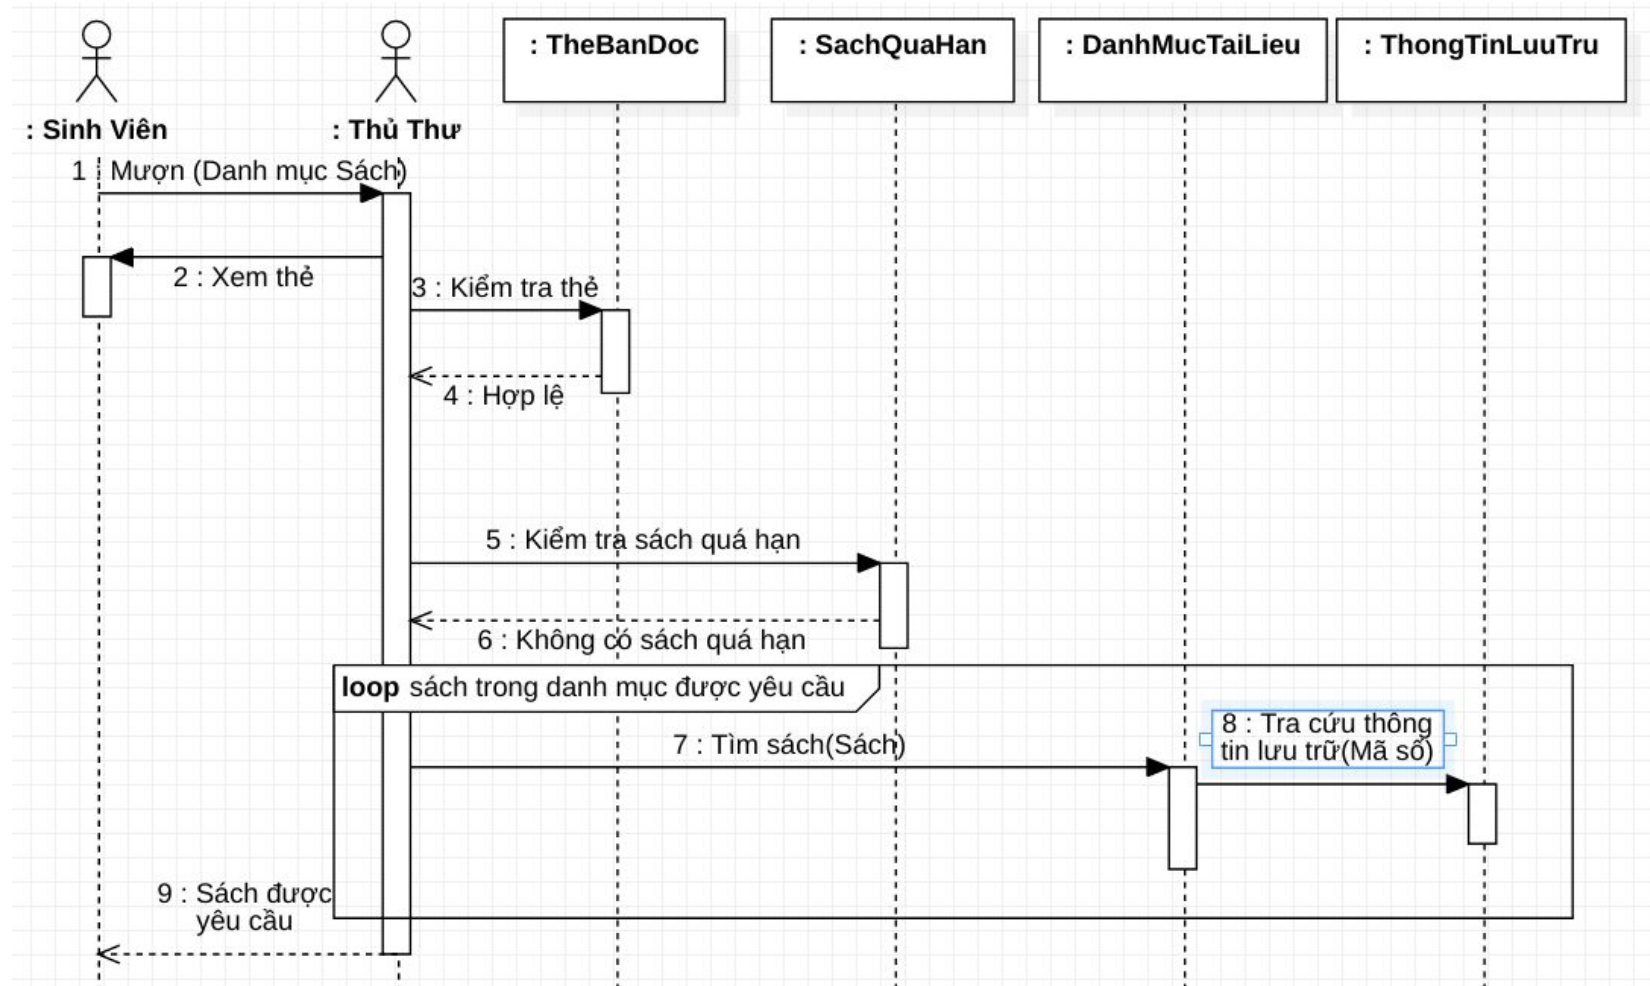 : TheBanDoc
: SachQuaHan
: DanhMucTaiLieu
: ThongTinLuuTru
: Sinh Viên
: Thủ Thư
1 : Mượn (Danh mục Sách)
2 : Xem thẻ
3 : Kiểm tra thẻ
4 : Hợp lệ
5 : Kiểm tra sách quá hạn
6 : Không có sách quá hạn
loop sách trong danh mục được yêu cầu
7 : Tìm sách(Sách)
8 : Tra cứu thông
tin lưu trữ(Mã số)
9 : Sách được
yêu cầu